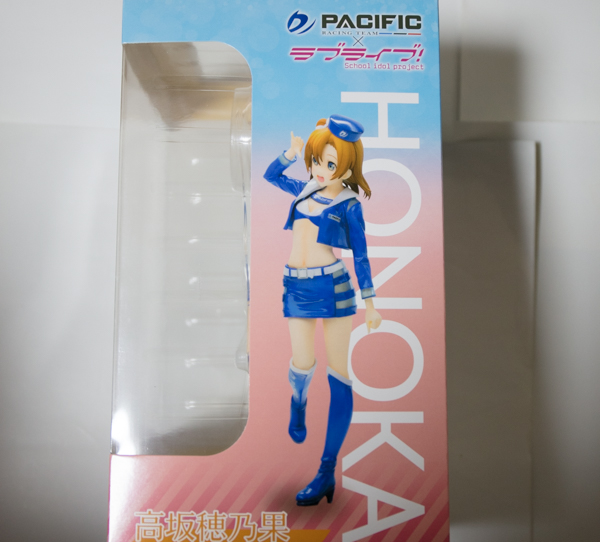 PACIFIC
RACING TEAM
×
ラブライブ!
School idol project
HONOKA
高坂穂乃果